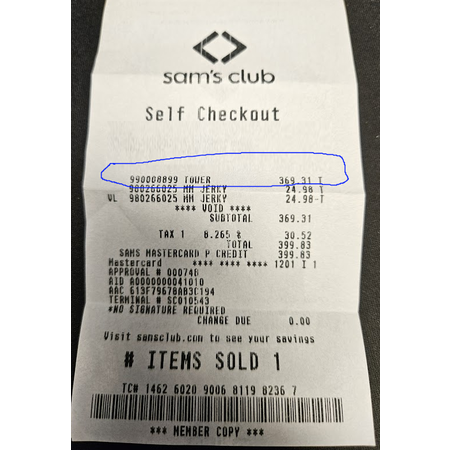 sam's club
Self Checkout
990008899 TOWER 369.31 T
980266025 MM JERKY 24.98 T
VL 980266025 MM JERKY 24.98-T
**** VOID ****
SUBTOTAL 369.31
TAX 1 8.265 % 30.52
TOTAL 399.83
SAMS MASTERCARD P CREDIT 399.83
Mastercard **** **** **** 1201 I 1
APPROVAL # 00074B
AID A0000000041010
AAC 613F79678AB3C194
TERMINAL # SC010543
*NO SIGNATURE REQUIRED
CHANGE DUE 0.00
Visit samsclub.com to see your savings
# ITEMS SOLD 1
TC# 1462 6020 9006 8119 8236 7
*** MEMBER COPY ***